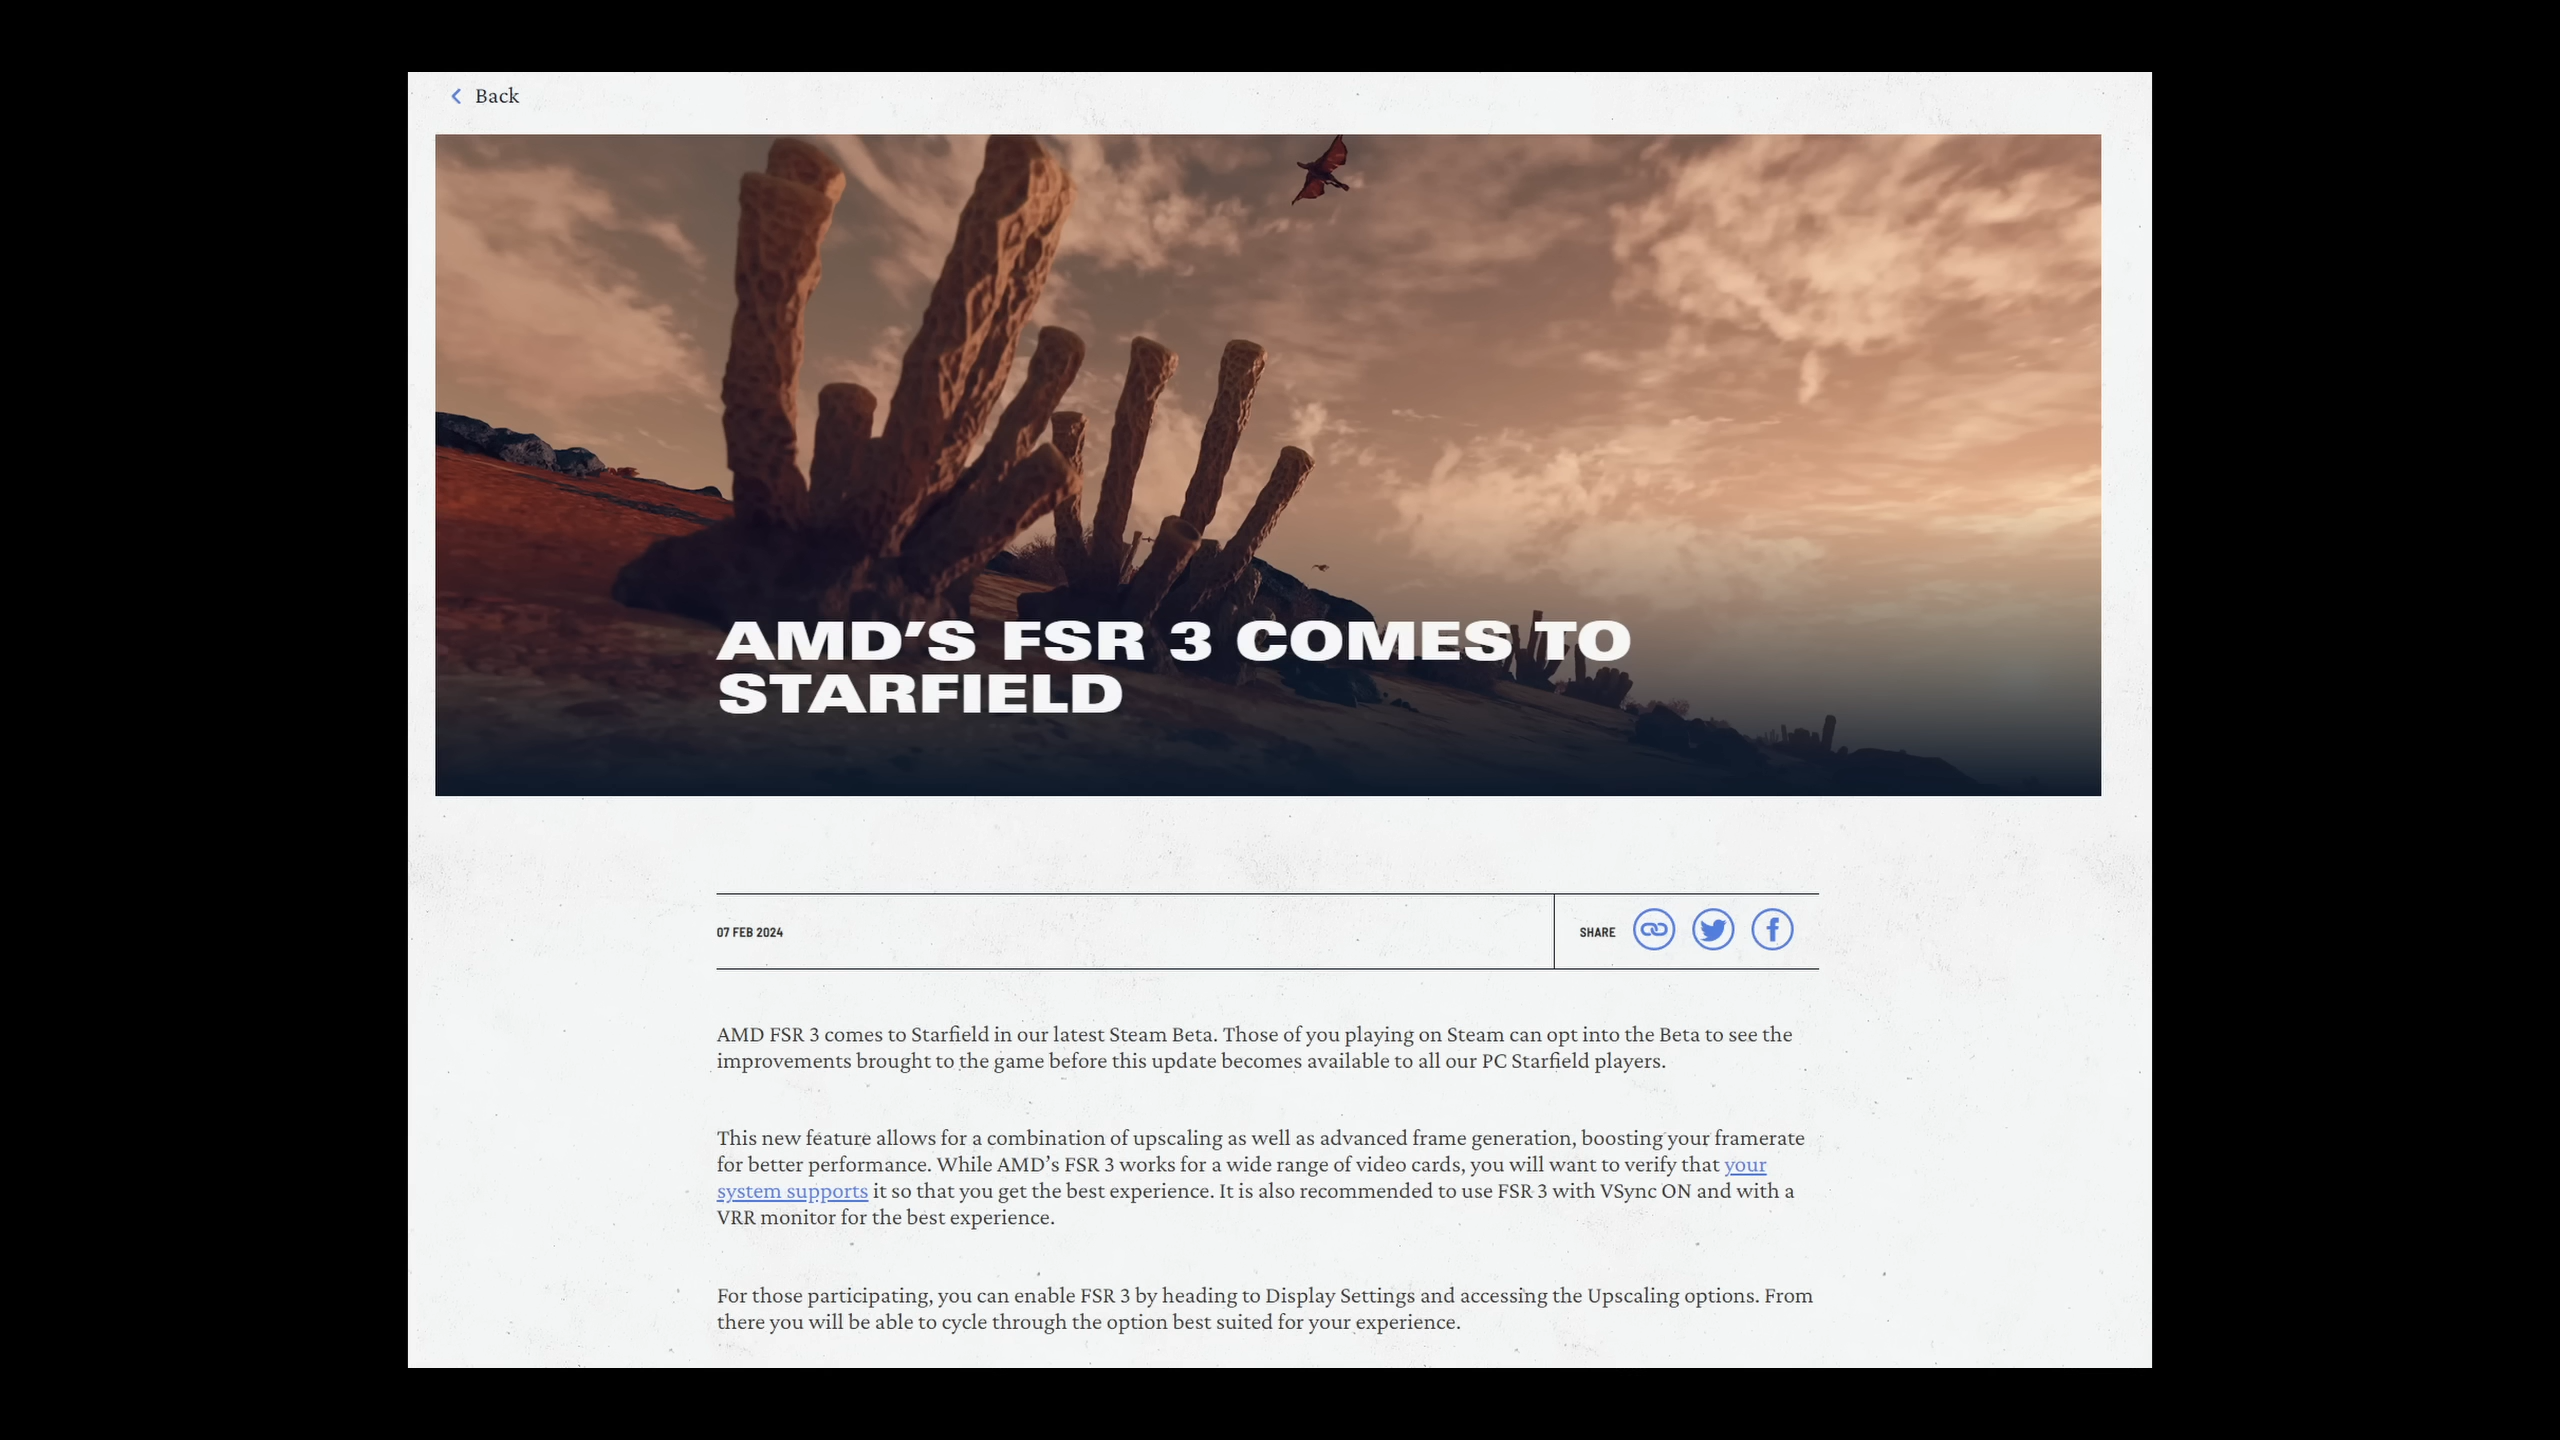 Back
AMD’S FSR 3 COMES TO
STARFIELD
07 FEB 2024
SHARE
AMD FSR 3 comes to Starfield in our latest Steam Beta. Those of you playing on Steam can opt into the Beta to see the
improvements brought to the game before this update becomes available to all our PC Starfield players.
This new feature allows for a combination of upscaling as well as advanced frame generation, boosting your framerate
for better performance. While AMD’s FSR 3 works for a wide range of video cards, you will want to verify that your
system supports it so that you get the best experience. It is also recommended to use FSR 3 with VSync ON and with a
VRR monitor for the best experience.
For those participating, you can enable FSR 3 by heading to Display Settings and accessing the Upscaling options. From
there you will be able to cycle through the option best suited for your experience.